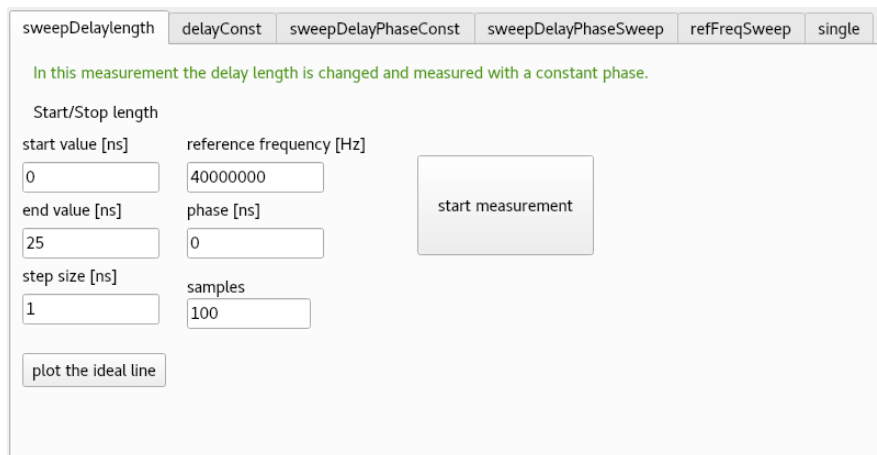 sweepDelaylength delayConst sweepDelayPhaseConst sweepDelayPhaseSweep refFreqSweep single
In this measurement the delay length is changed and measured with a constant phase.
Start/Stop length
start value [ns] reference frequency [Hz]
0 40000000
start measurement
end value [ns] phase [ns]
25 0
step size [ns] samples
1 100
plot the ideal line